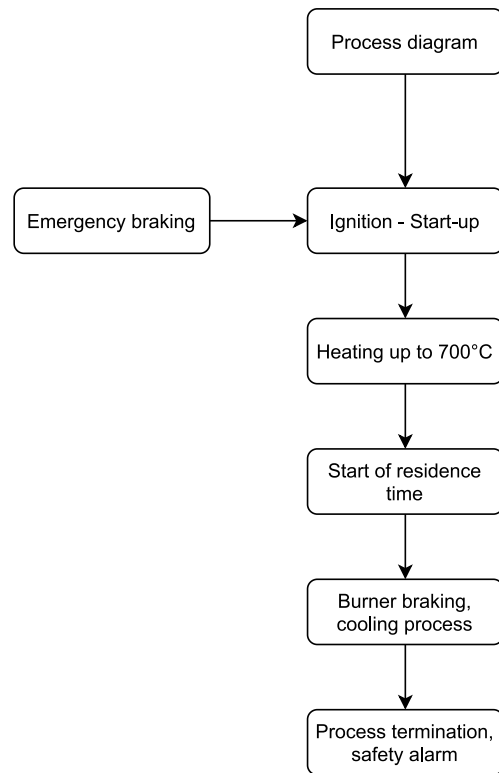 Process diagram
Emergency braking
Ignition - Start-up
Heating up to 700°C
Start of residence
time
Burner braking,
cooling process
Process termination,
safety alarm